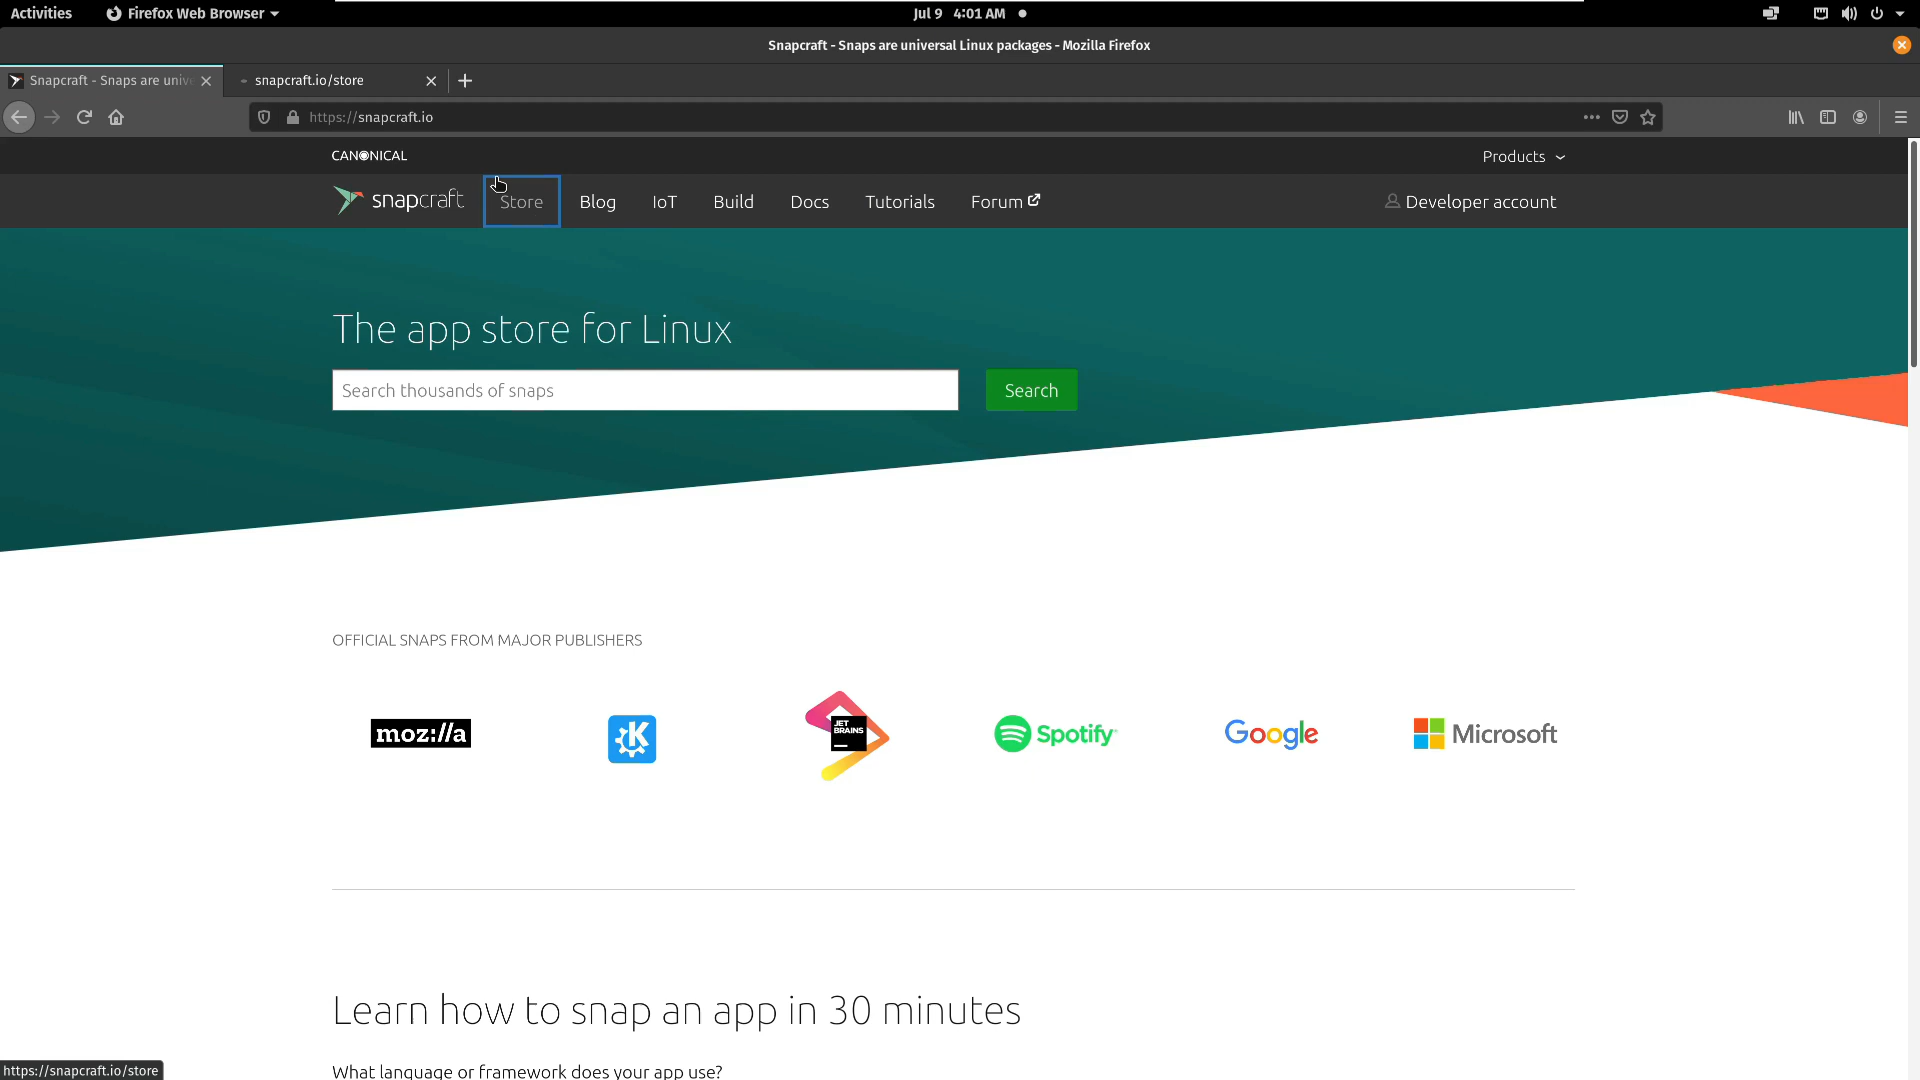 Activities
Firefox Web Browser
Jul 9 4:01 AM
Snapcraft - Snaps are universal Linux packages - Mozilla Firefox
Snapcraft - Snaps are univ
snapcraft.io/store
https://snapcraft.io
CANONICAL
Products
snapcraft
Store
Blog
IoT
Build
Docs
Tutorials
Forum
Developer account
The app store for Linux
Search thousands of snaps
Search
OFFICIAL SNAPS FROM MAJOR PUBLISHERS
moz://a
K
JET
BRAINS
Spotify
Google
Microsoft
Learn how to snap an app in 30 minutes
What language or framework does your app use?
https://snapcraft.io/store